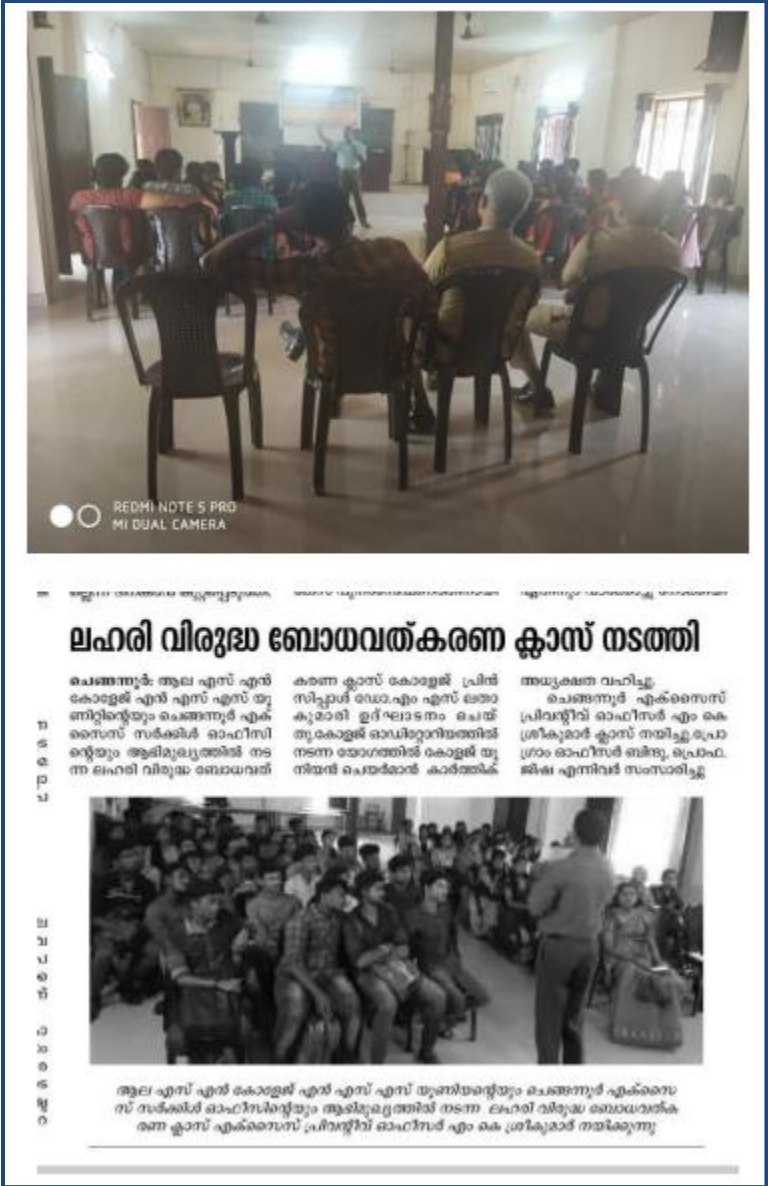 REDMI NOTE 5 PRO
MI DUAL CAMERA
ലഹരി വിരുദ്ധ ബോധവത്കരണ ക്ലാസ് നടത്തി
ചെങ്ങന്നൂർ: ആല എസ് എൻ
കോളേജ് എൻ എസ് എസ് യൂ
ണിറ്റിന്റെയും ചെങ്ങന്നൂർ എക്
സൈസ് സർക്കിൾ ഓഫീസി
ന്റെയും ആഭിമുഖ്യത്തിൽ നട
ന്ന ലഹരി വിരുദ്ധ ബോധവത്
കരണ ക്ലാസ് കോളേജ് പ്രിൻ
സിപ്പാൾ ഡോ.എം എസ് ലതാ
കുമാരി ഉദ്ഘാടനം ചെയ്
തു.കോളജ് ഓഡിറ്റോറിയത്തിൽ
നടന്ന യോഗത്തിൽ കോളജ് യൂ
നിയൻ ചെയർമാൻ കാർത്തിക്
അധ്യക്ഷത വഹിച്ചു.
ചെങ്ങന്നൂർ എക്സൈസ്
പ്രിവന്റീവ് ഓഫീസർ എം കെ
ശ്രീകുമാർ ക്ലാസ് നയിച്ചു.പ്രോ
ഗ്രാം ഓഫീസർ ബിന്ദു, പ്രൊഫ.
ജിഷ എന്നിവർ സംസാരിച്ചു
ആല എസ് എൻ കോളേജ് എൻ എസ് എസ് യൂണിയന്റെയും ചെങ്ങന്നൂർ എക്സൈ
സ് സർക്കിൾ ഓഫീസിന്റെയും ആഭിമുഖ്യത്തിൽ നടന്ന ലഹരി വിരുദ്ധ ബോധവത്ക
രണ ക്ലാസ് എക്സൈസ് പ്രിവന്റീവ് ഓഫീസർ എം കെ ശ്രീകുമാർ നയിക്കുന്നു